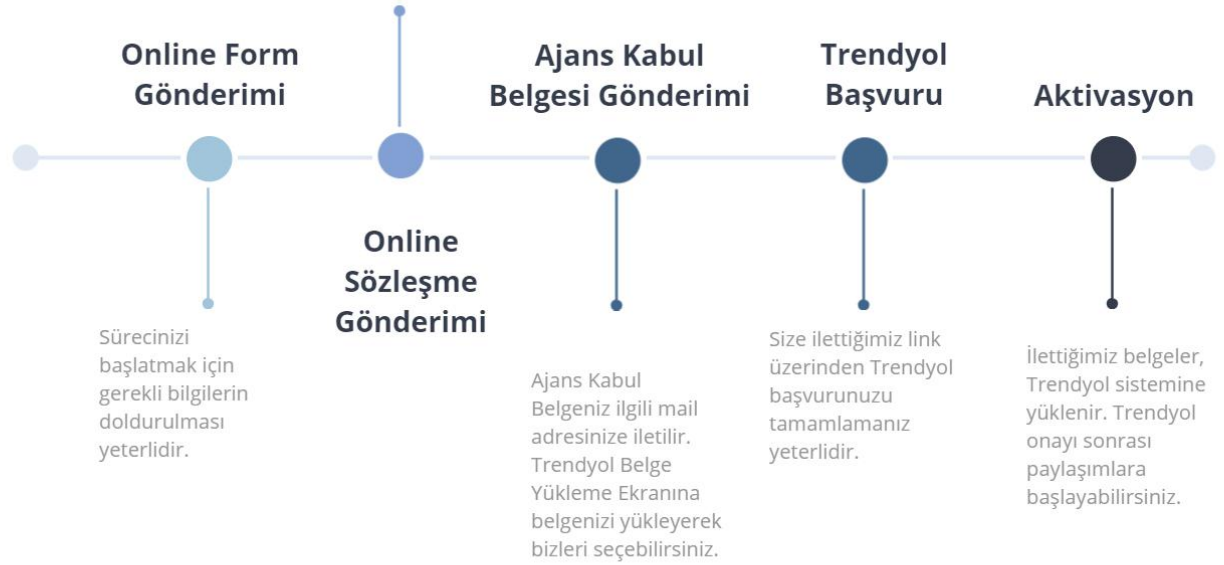 Online Form
Gönderimi
Sürecinizi
başlatmak için
gerekli bilgilerin
doldurulması
yeterlidir.
Online
Sözleşme
Gönderimi
Ajans Kabul
Belgesi Gönderimi
Ajans Kabul
Belgeniz ilgili mail
adresinize iletilir.
Trendyol Belge
Yükleme Ekranına
belgenizi yükleyerek
bizleri seçebilirsiniz.
Trendyol
Başvuru
Size ilettiğimiz link
üzerinden Trendyol
başvurunuzu
tamamlamanız
yeterlidir.
Aktivasyon
İlettiğimiz belgeler,
Trendyol sistemine
yüklenir. Trendyol
onayı sonrası
paylaşımlara
başlayabilirsiniz.